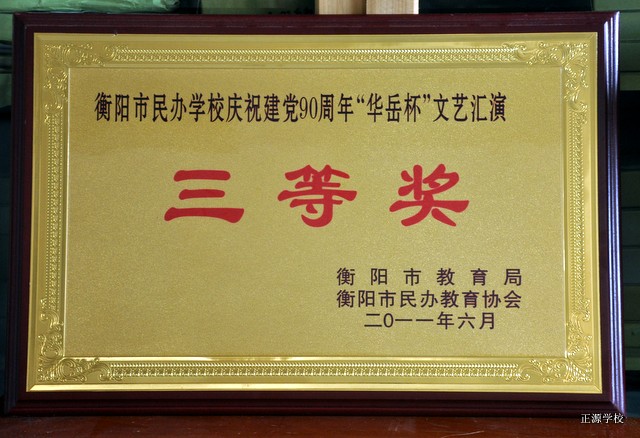 衡阳市民办学校庆祝建党90周年“华岳杯”文艺汇演
三等奖
衡阳市教育局
衡阳市民办教育协会
二0一一年六月
正源学校